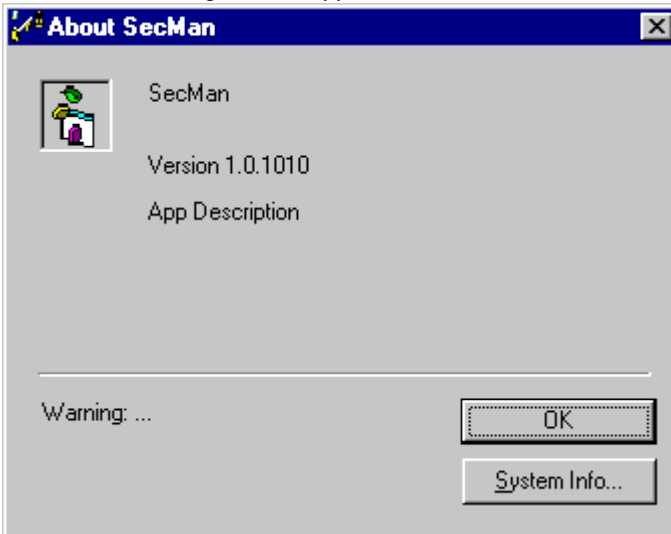 About SecMan
SecMan
Version 1.0.1010
App Description
Warning: ...
OK
System Info...